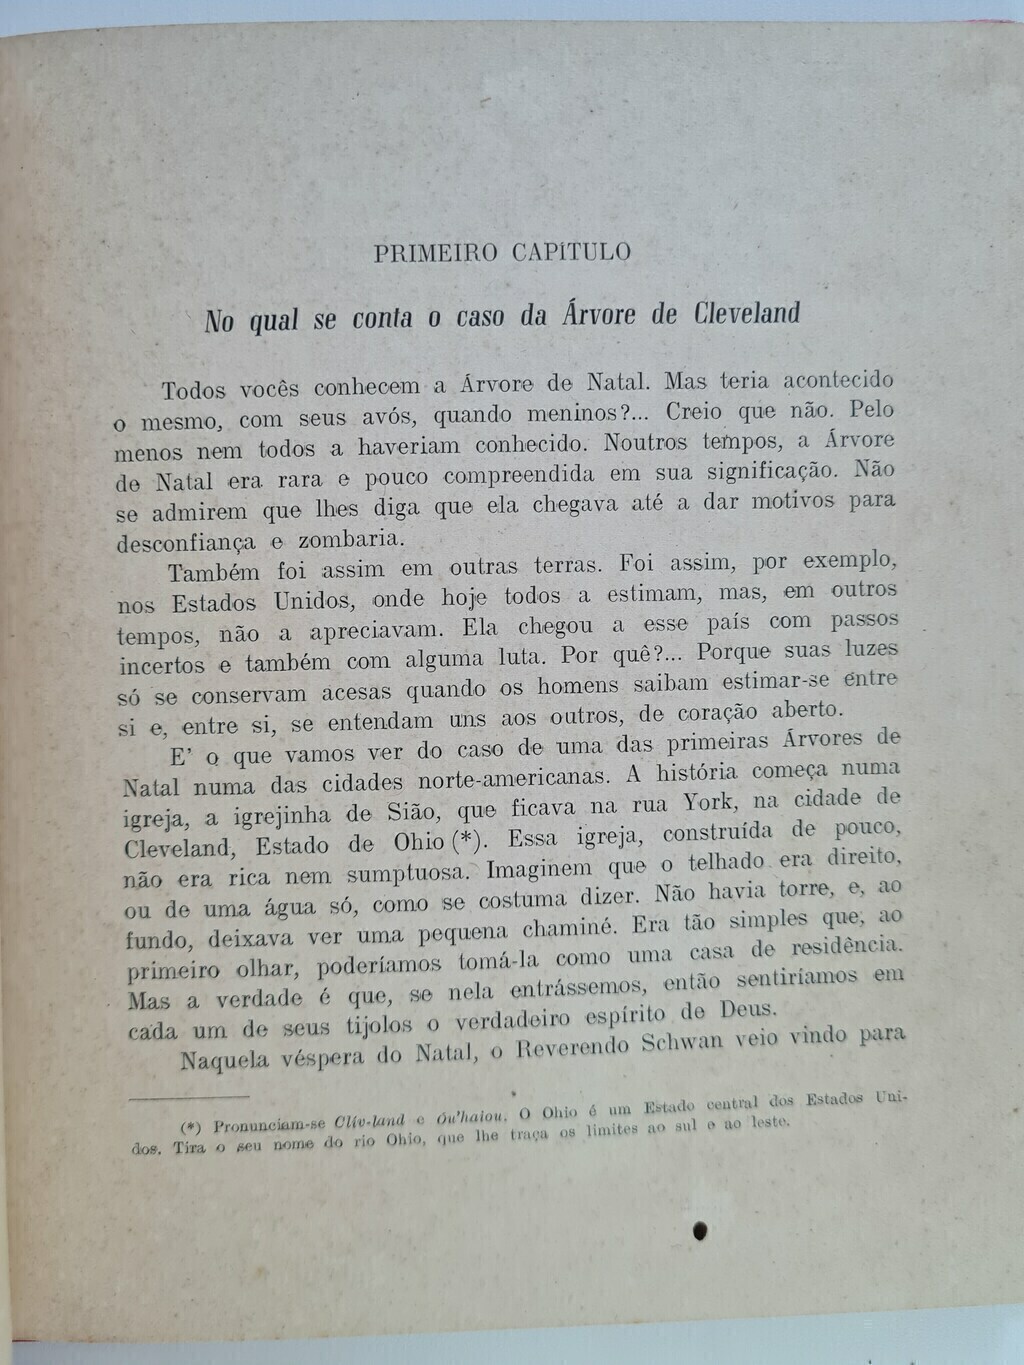 PRIMEIRO CAPÍTULO
No qual se conta o caso da Árvore de Cleveland
Todos vocês conhecem a Árvore de Natal. Mas teria acontecido
o mesmo, com seus avós, quando meninos?... Creio que não. Pelo
menos nem todos a haveriam conhecido. Noutros tempos, a Árvore
de Natal era rara e pouco compreendida em sua significação. Não
se admirem que lhes diga que ela chegava até a dar motivos para
desconfiança e zombaria.
Também foi assim em outras terras. Foi assim, por exemplo,
nos Estados Unidos, onde hoje todos a estimam, mas, em outros
tempos, não a apreciavam. Ela chegou a esse país com passos
incertos e também com alguma luta. Por quê?... Porque suas luzes
só se conservam acesas quando os homens saibam estimar-se entre
si e, entre si, se entendam uns aos outros, de coração aberto.
E' o que vamos ver do caso de uma das primeiras Árvores de
Natal numa das cidades norte-americanas. A história começa numa
igreja, a igrejinha de Sião, que ficava na rua York, na cidade de
Cleveland, Estado de Ohio (*). Essa igreja, construída de pouco,
não era rica nem sumptuosa. Imaginem que o telhado era direito,
ou de uma água só, como se costuma dizer. Não havia torre, e, ao
fundo, deixava ver uma pequena chaminé. Era tão simples que, ao
primeiro olhar, poderíamos tomá-la como uma casa de residência.
Mas a verdade é que, se nela entrássemos, então sentiríamos em
cada um de seus tijolos o verdadeiro espírito de Deus.
Naquela véspera do Natal, o Reverendo Schwan veio vindo para
(*) Pronunciam-se Clív-land e Ou'haiou. O Ohio é um Estado central dos Estados Uni-
dos. Tira o seu nome do rio Ohio, que lhe traça os limites ao sul e ao leste.